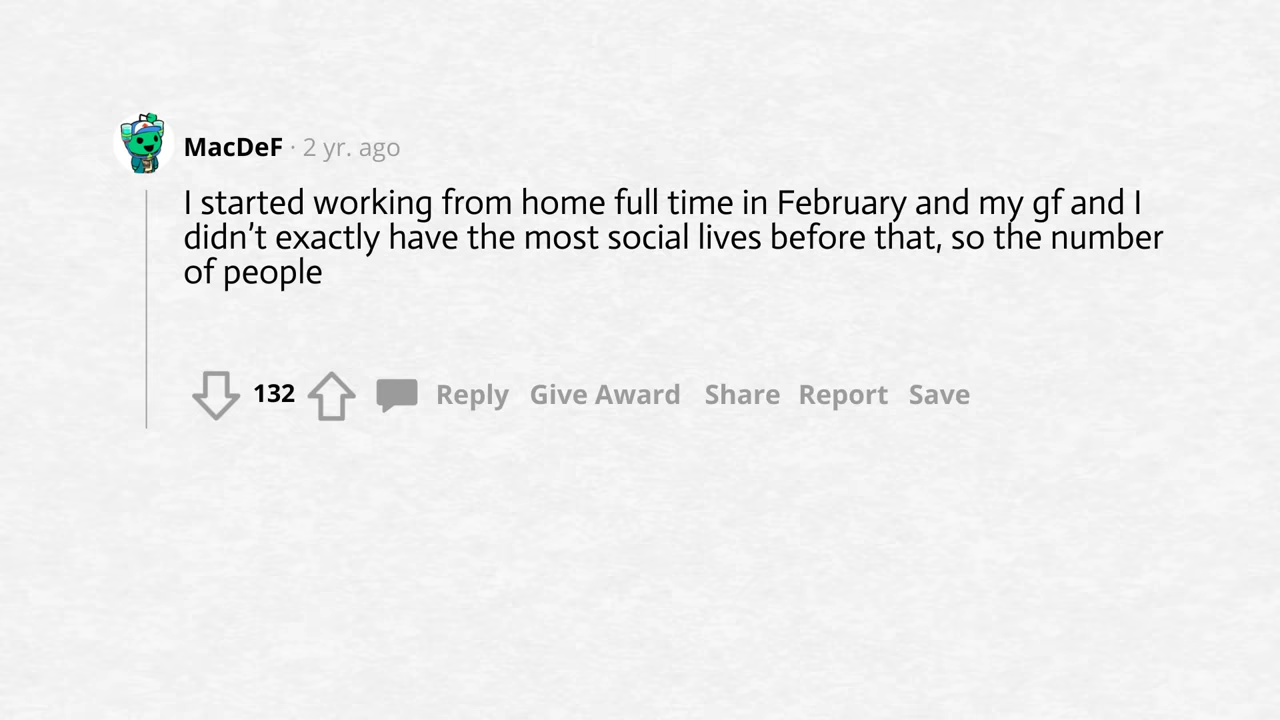 MacDeF · 2 yr. ago
I started working from home full time in February and my gf and I
didn’t exactly have the most social lives before that, so the number
of people
132 Reply Give Award Share Report Save